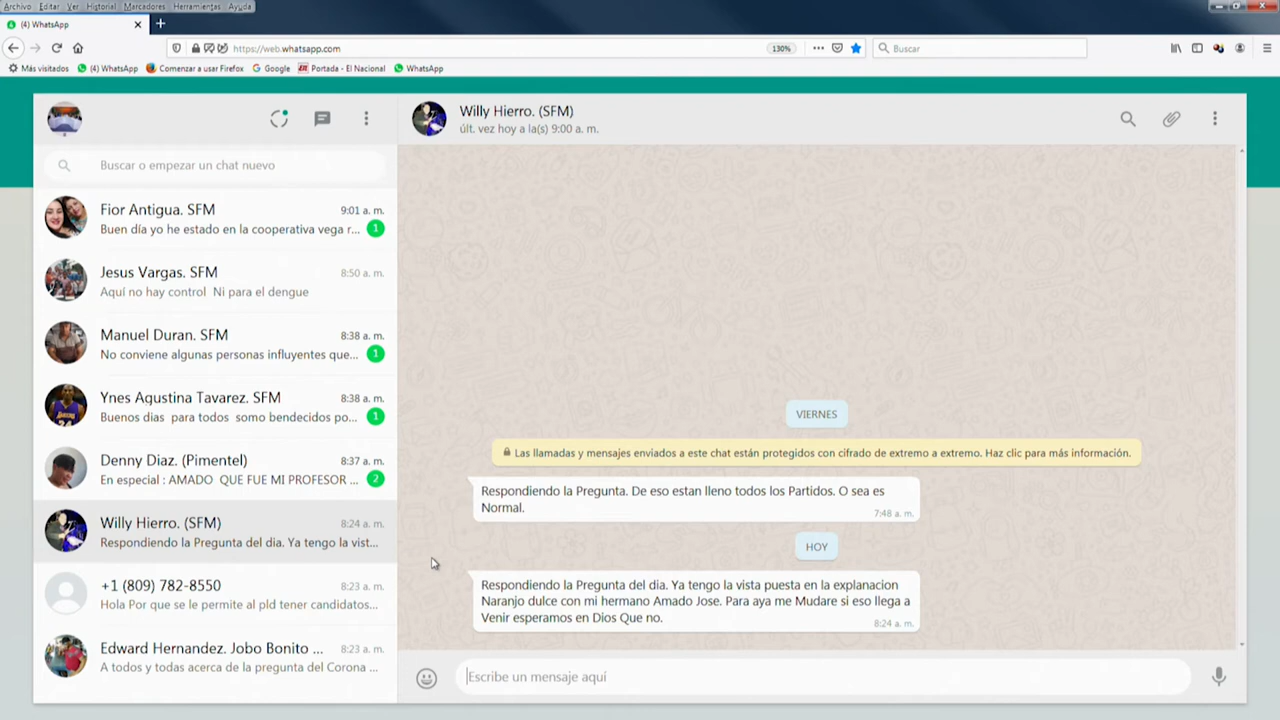 Archivo Editar Ver Historial Marcadores Herramientas Ayuda
(4) WhatsApp
https://web.whatsapp.com
130%
Buscar
Más visitados (4) WhatsApp Comenzar a usar Firefox Google Portada - El Nacional WhatsApp
Buscar o empezar un chat nuevo
Fior Antigua. SFM 9:01 a. m.
Buen día yo he estado en la cooperativa vega r... 1
Jesus Vargas. SFM 8:50 a. m.
Aquí no hay control Ni para el dengue
Manuel Duran. SFM 8:38 a. m.
No conviene algunas personas influyentes que... 1
Ynes Agustina Tavarez. SFM 8:38 a. m.
Buenos dias para todos somo bendecidos po... 1
Denny Diaz. (Pimentel) 8:37 a. m.
En especial : AMADO QUE FUE MI PROFESOR ... 2
Willy Hierro. (SFM) 8:24 a. m.
Respondiendo la Pregunta del dia. Ya tengo la vist...
+1 (809) 782-8550 8:23 a. m.
Hola Por que se le permite al pld tener candidatos...
Edward Hernandez. Jobo Bonito ... 8:23 a. m.
A todos y todas acerca de la pregunta del Corona ...
Willy Hierro. (SFM)
últ. vez hoy a la(s) 9:00 a. m.
VIERNES
Las llamadas y mensajes enviados a este chat están protegidos con cifrado de extremo a extremo. Haz clic para más información.
Respondiendo la Pregunta. De eso estan lleno todos los Partidos. O sea es
Normal.
7:48 a. m.
HOY
Respondiendo la Pregunta del dia. Ya tengo la vista puesta en la explanacion
Naranjo dulce con mi hermano Amado Jose. Para aya me Mudare si eso llega a
Venir esperamos en Dios Que no.
8:24 a. m.
Escribe un mensaje aquí